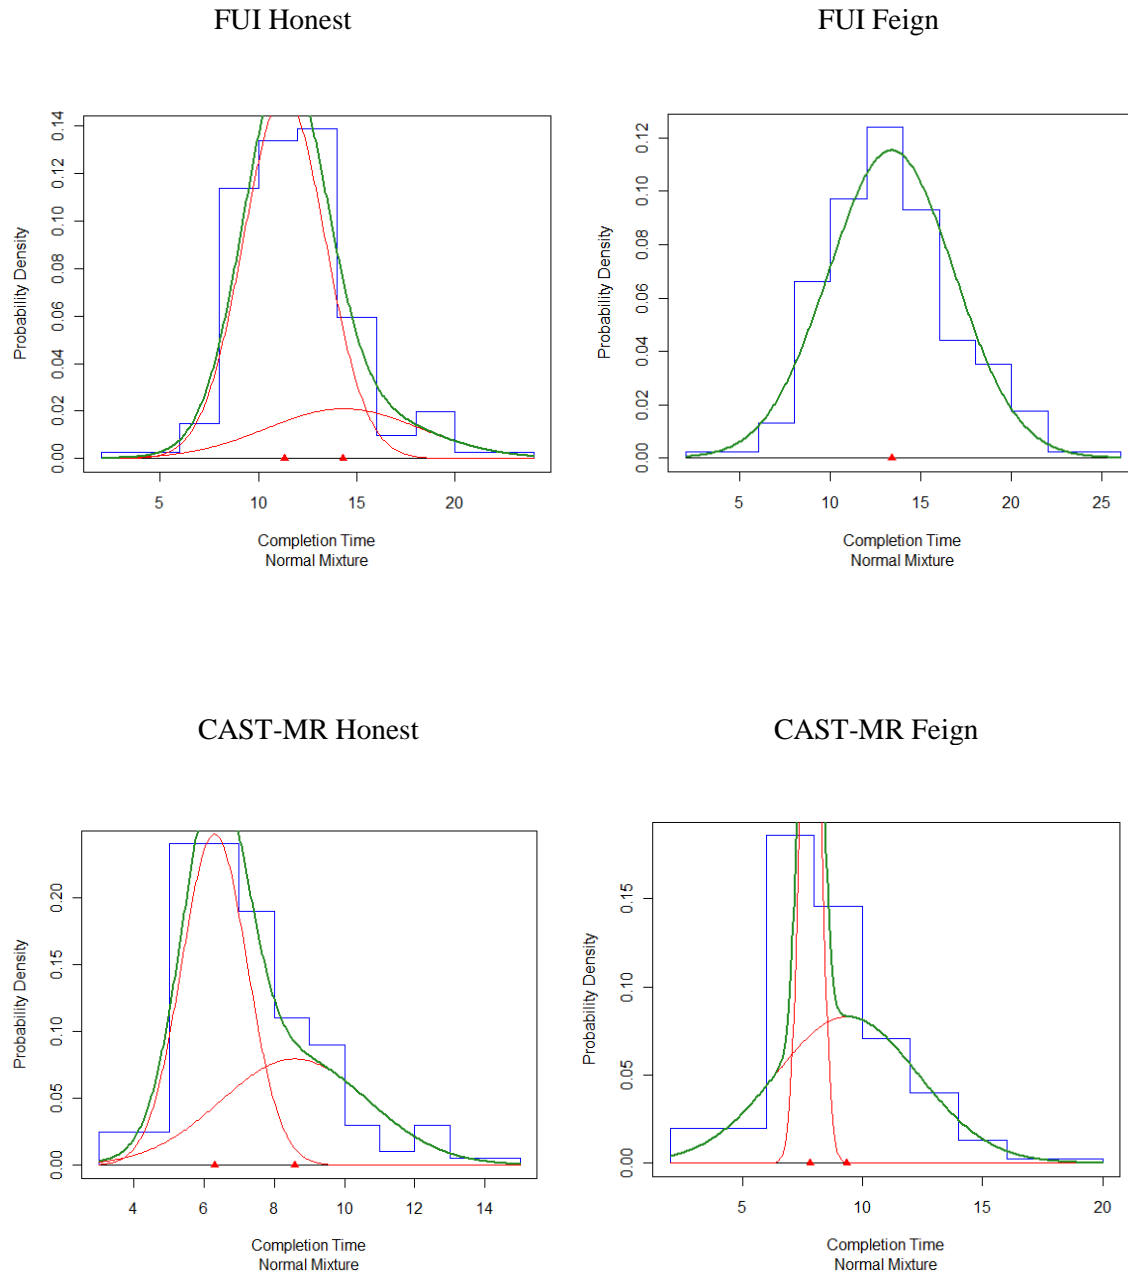 FUI Honest
FUI Feign
Probability Density
0.00 0.02 0.04 0.06 0.08 0.10 0.12 0.14
5 10 15 20
Completion Time
Normal Mixture
Probability Density
0.00 0.02 0.04 0.06 0.08 0.10 0.12
5 10 15 20 25
Completion Time
Normal Mixture
CAST-MR Honest
CAST-MR Feign
Probability Density
0.00 0.05 0.10 0.15 0.20
4 6 8 10 12 14
Completion Time
Normal Mixture
Probability Density
0.00 0.05 0.10 0.15
5 10 15 20
Completion Time
Normal Mixture